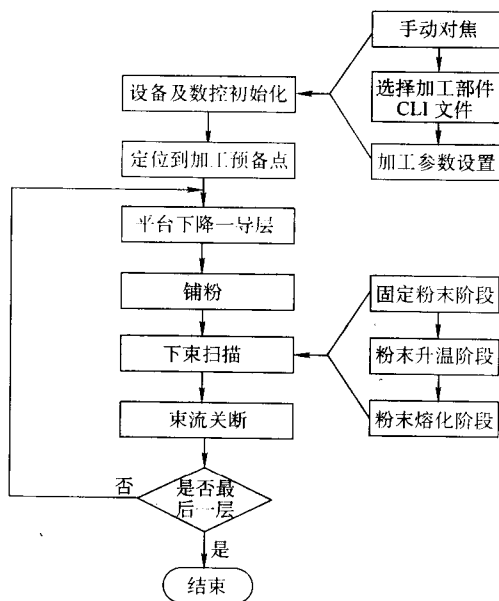 手动对焦
选择加工部件
CLI 文件
加工参数设置
设备及数控初始化
定位到加工预备点
平台下降一导层
铺粉
下束扫描
束流关断
固定粉末阶段
粉末升温阶段
粉末熔化阶段
是否最
后一层
否
是
结束